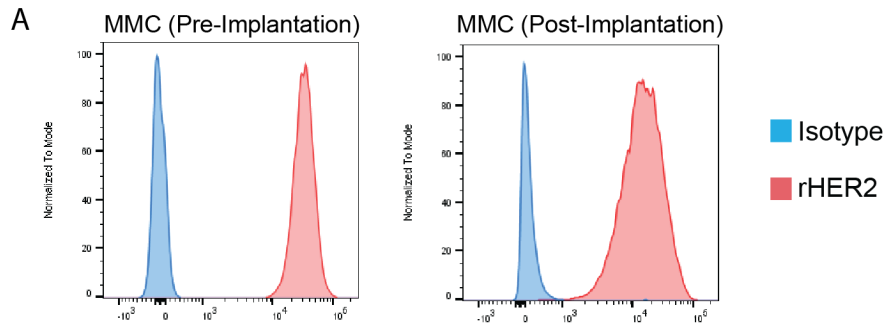 A
MMC (Pre-Implantation)
MMC (Post-Implantation)
Normalized To Mode
100
80
60
40
20
0
-10³ 0 10³ 10⁴ 10⁵
Normalized To Mode
100
80
60
40
20
0
-10³ 0 10³ 10⁴ 10⁵
Isotype
rHER2